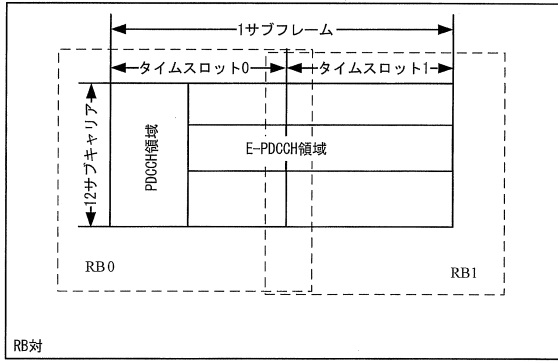 1サブフレーム
タイムスロット0
タイムスロット1
12サブキャリア
PDCCH領域
E-PDCCH領域
RB0
RB1
RB対